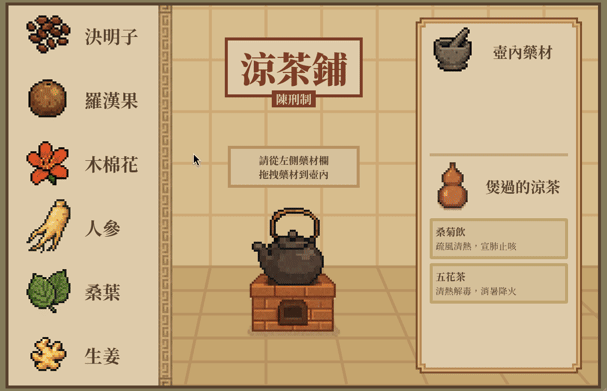 決明子
羅漢果
木棉花
人參
桑葉
生姜
涼茶鋪
陳刑制
請從左側藥材欄
拖拽藥材到壺內
壺內藥材
煲過的涼茶
桑菊飲
疏風清熱，宣肺止咳
五花茶
清熱解毒，消暑降火